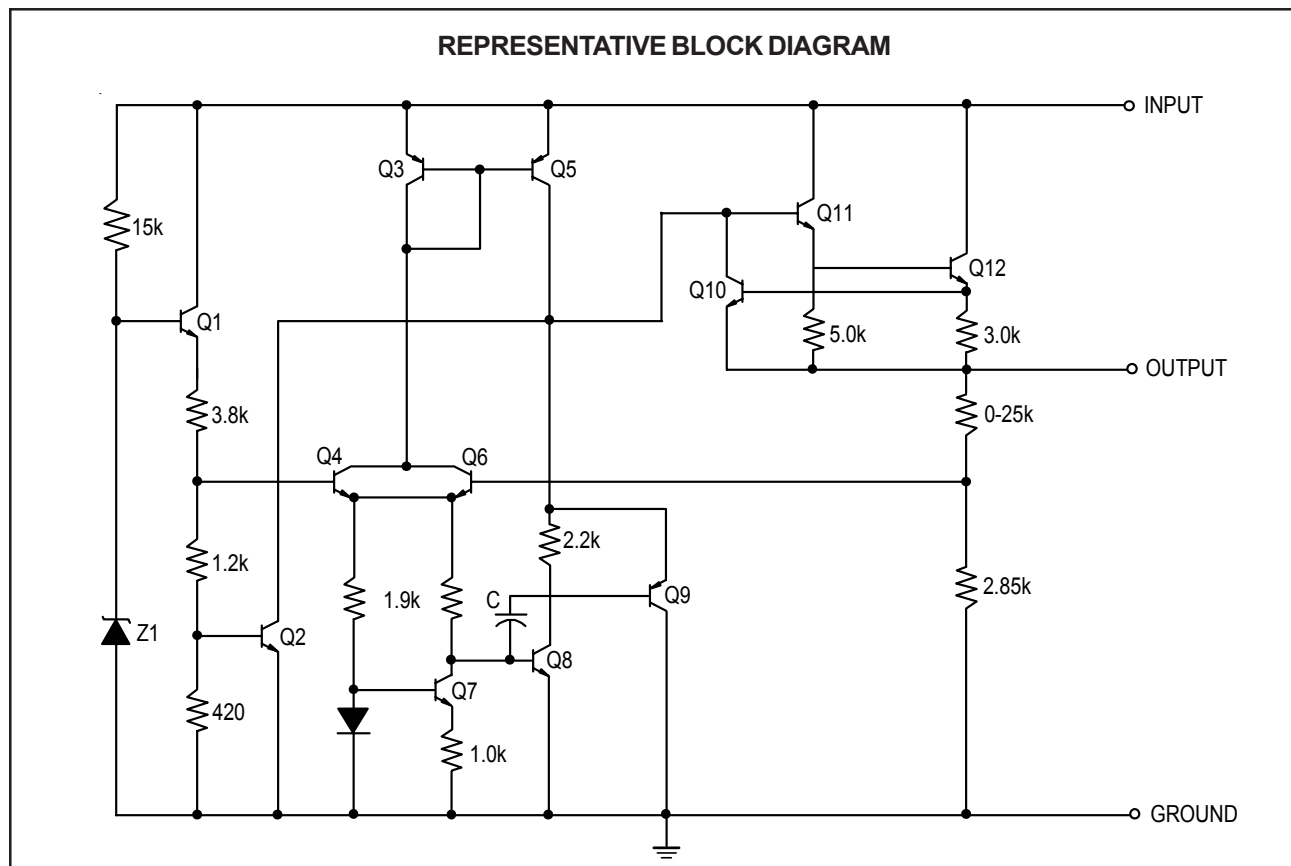 REPRESENTATIVE BLOCK DIAGRAM
INPUT
Q3
Q5
15k
Q11
Q12
Q10
Q1
5.0k
3.0k
OUTPUT
3.8k
0-25k
Q4
Q6
2.2k
1.2k
1.9k
C
Q9
2.85k
Z1
Q2
Q8
Q7
420
1.0k
GROUND